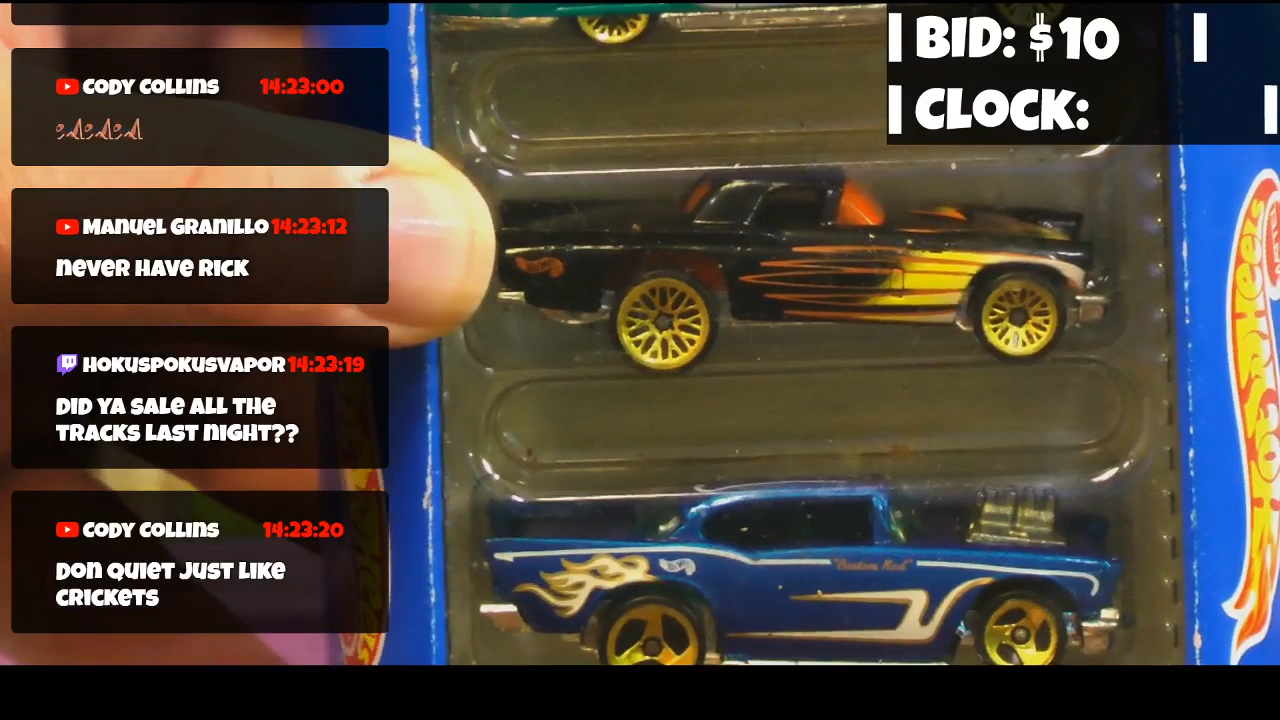 | BID: $10 |
| CLOCK: |
CODY COLLINS 14:23:00
MANUEL GRANILLO 14:23:12
NEVER HAVE RICK
HOKUSPOKUSVAPOR 14:23:19
DID YA SALE ALL THE
TRACKS LAST NIGHT??
CODY COLLINS 14:23:20
DON QUIET JUST LIKE
CRICKETS
Hot Wheels